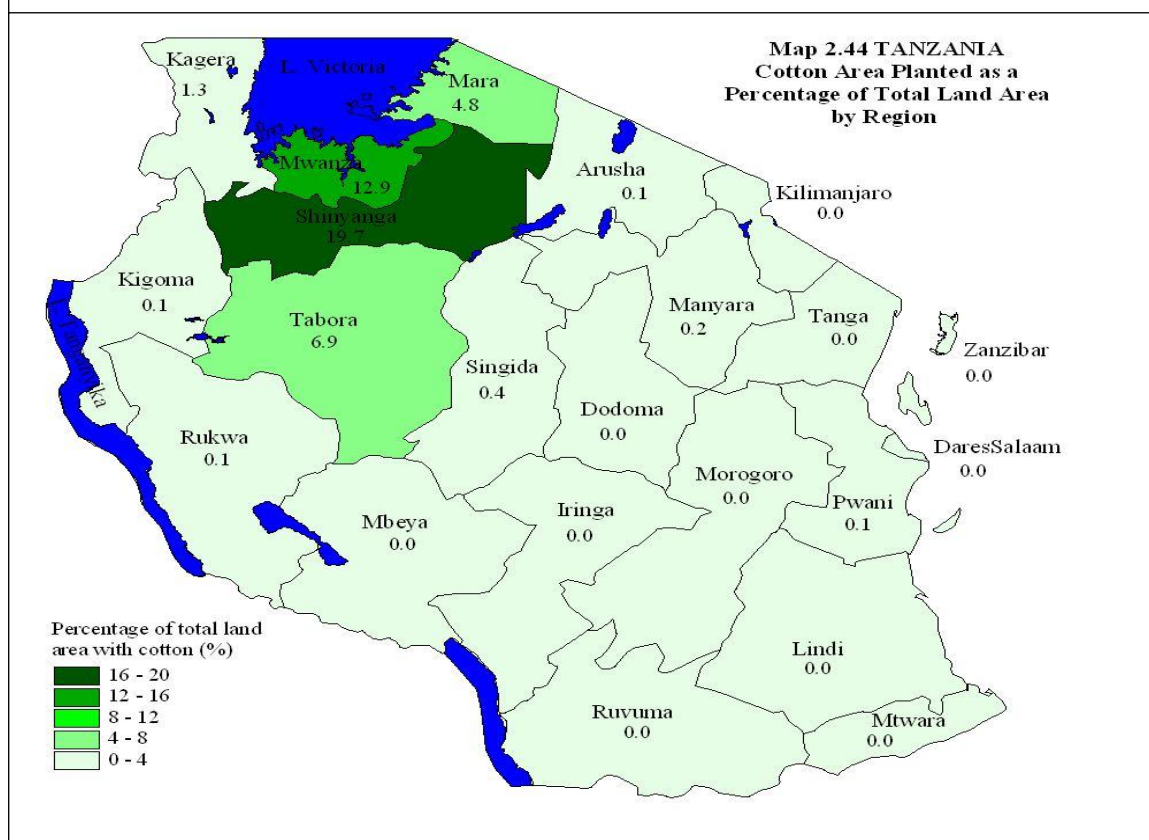 Map 2.44 TANZANIA
Cotton Area Planted as a
Percentage of Total Land Area
by Region
Kagera
1.3
L. Victoria
Mara
4.8
Mwanza
12.9
Arusha
0.1
Kilimanjaro
0.0
Shinyanga
19.7
Kigoma
0.1
Tabora
6.9
Manyara
0.2
Tanga
0.0
Singida
0.4
Zanzibar
0.0
Dodoma
0.0
L. Tanganyika
Rukwa
0.1
DaresSalaam
0.0
Morogoro
0.0
Pwani
0.1
Mbeya
0.0
Iringa
0.0
Lindi
0.0
Ruvuma
0.0
Mtwara
0.0
Percentage of total land
area with cotton (%)
16 - 20
12 - 16
8 - 12
4 - 8
0 - 4